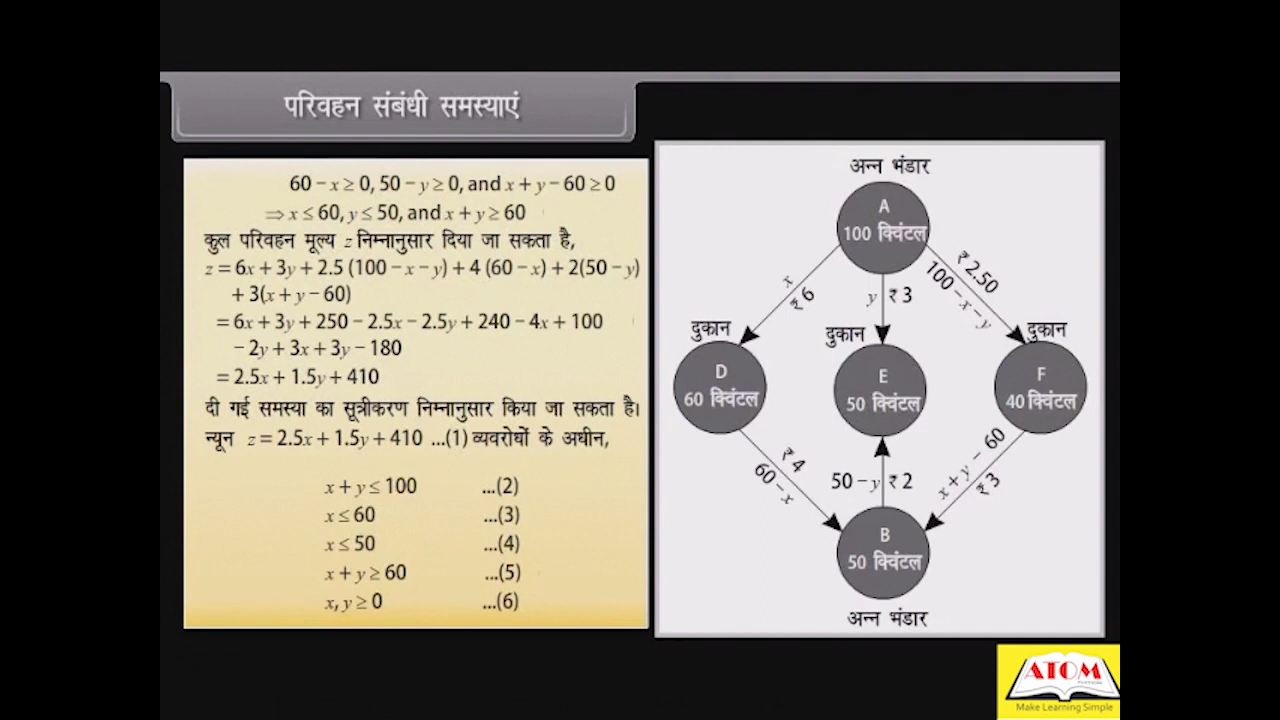 परिवहन संबंधी समस्याएं
60 − x ≥ 0, 50 − y ≥ 0, and x + y − 60 ≥ 0
⇒ x ≤ 60, y ≤ 50, and x + y ≥ 60
कुल परिवहन मूल्य z निम्नानुसार दिया जा सकता है,
z = 6x + 3y + 2.5 (100 − x − y) + 4 (60 − x) + 2(50 − y)
+ 3(x + y − 60)
= 6x + 3y + 250 − 2.5x − 2.5y + 240 − 4x + 100
− 2y + 3x + 3y − 180
= 2.5x + 1.5y + 410
दी गई समस्या का सूत्रीकरण निम्नानुसार किया जा सकता है।
न्यून z = 2.5x + 1.5y + 410 ...(1) व्यवरोधों के अधीन,
x + y ≤ 100 ...(2)
x ≤ 60 ...(3)
x ≤ 50 ...(4)
x + y ≥ 60 ...(5)
x, y ≥ 0 ...(6)
अन्न भंडार
A
100 क्विंटल
x
₹ 6
y ₹ 3
₹ 2.50
100 − x − y
दुकान
दुकान
दुकान
D
60 क्विंटल
E
50 क्विंटल
F
40 क्विंटल
₹ 4
60 − x
50 − y ₹ 2
x + y − 60
₹ 3
B
50 क्विंटल
अन्न भंडार
ATOM
Make Learning Simple